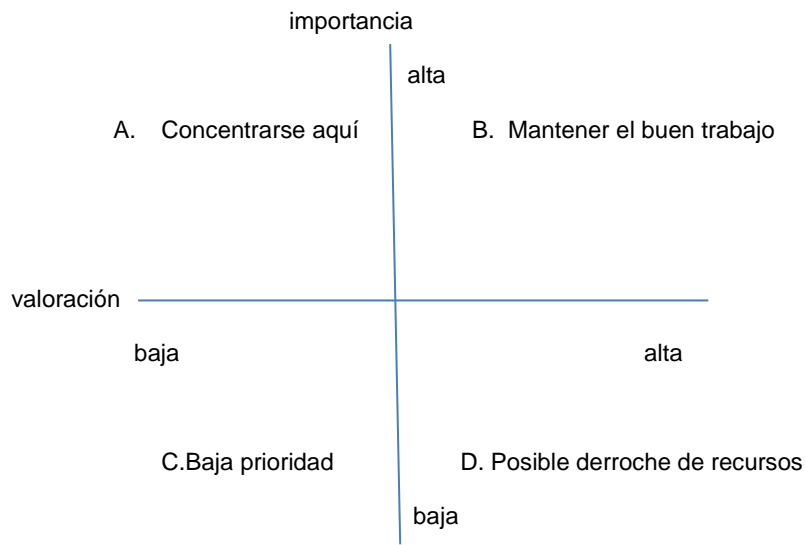 importancia
alta
A. Concentrarse aquí
B. Mantener el buen trabajo
valoración
baja
alta
C.Baja prioridad
D. Posible derroche de recursos
baja